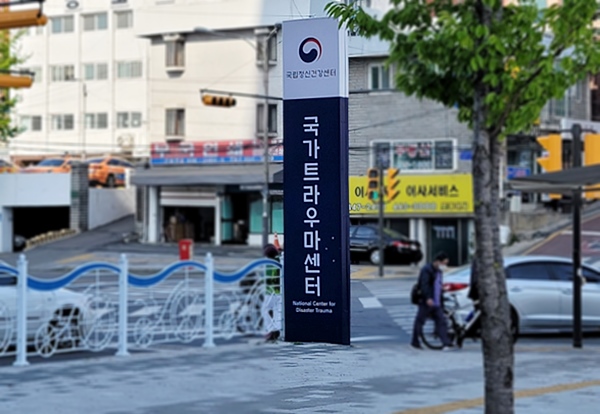 국립정신건강센터
국가트라우마센터
National Center for
Disaster Trauma
이사서비스